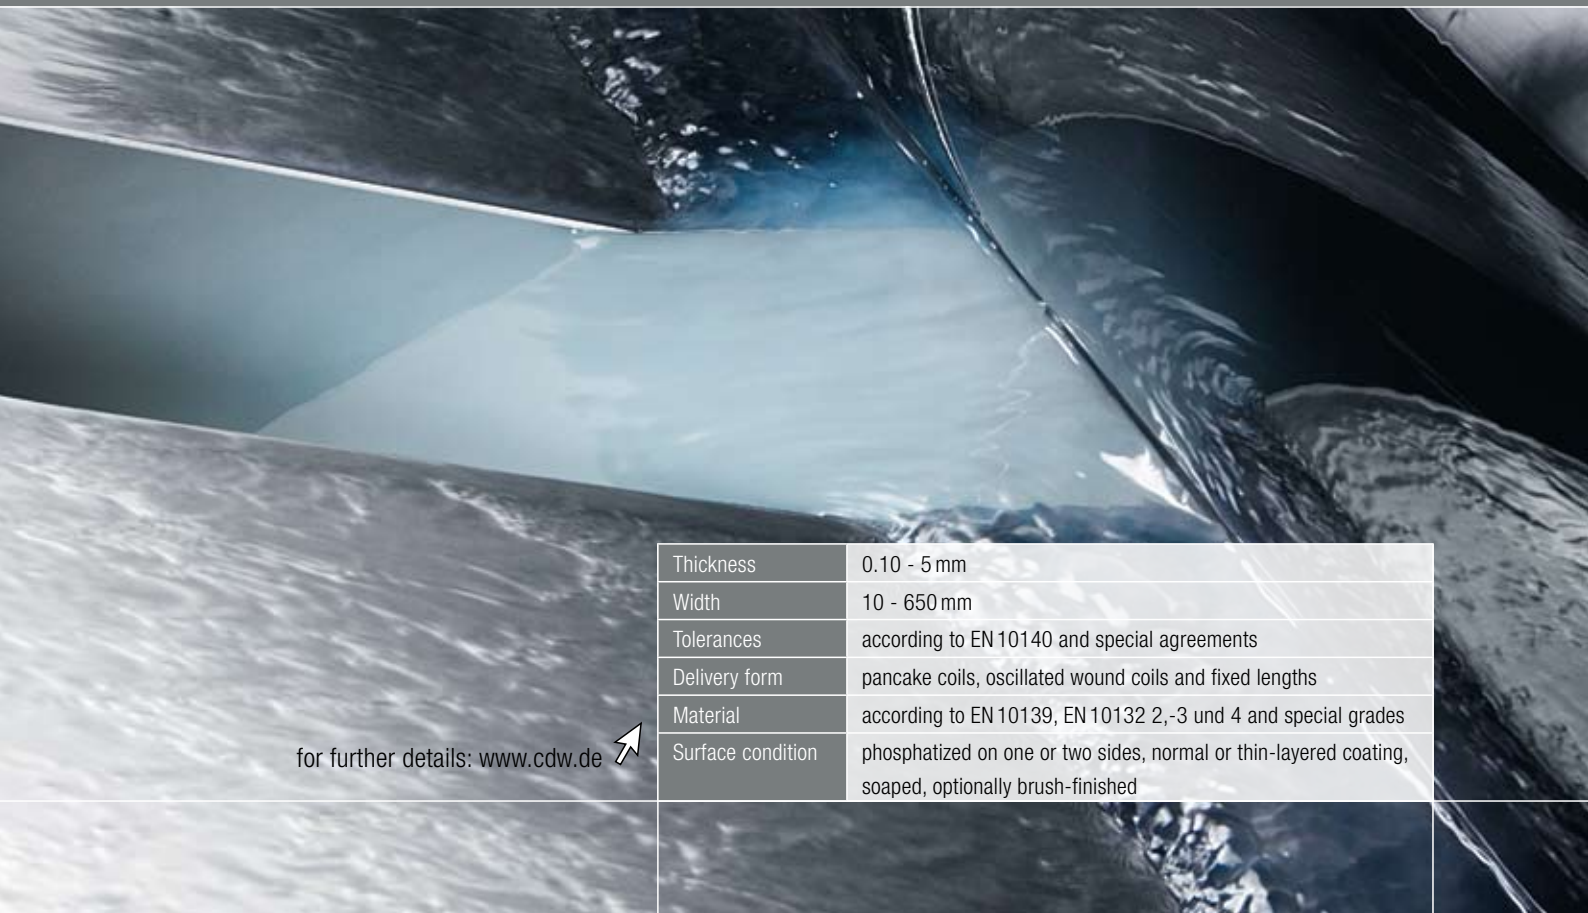 Thickness 0.10 - 5 mm
Width 10 - 650 mm
Tolerances according to EN 10140 and special agreements
Delivery form pancake coils, oscillated wound coils and fixed lengths
Material according to EN 10139, EN 10132 2,-3 und 4 and special grades
for further details: www.cdw.de
Surface condition phosphatized on one or two sides, normal or thin-layered coating,
soaped, optionally brush-finished